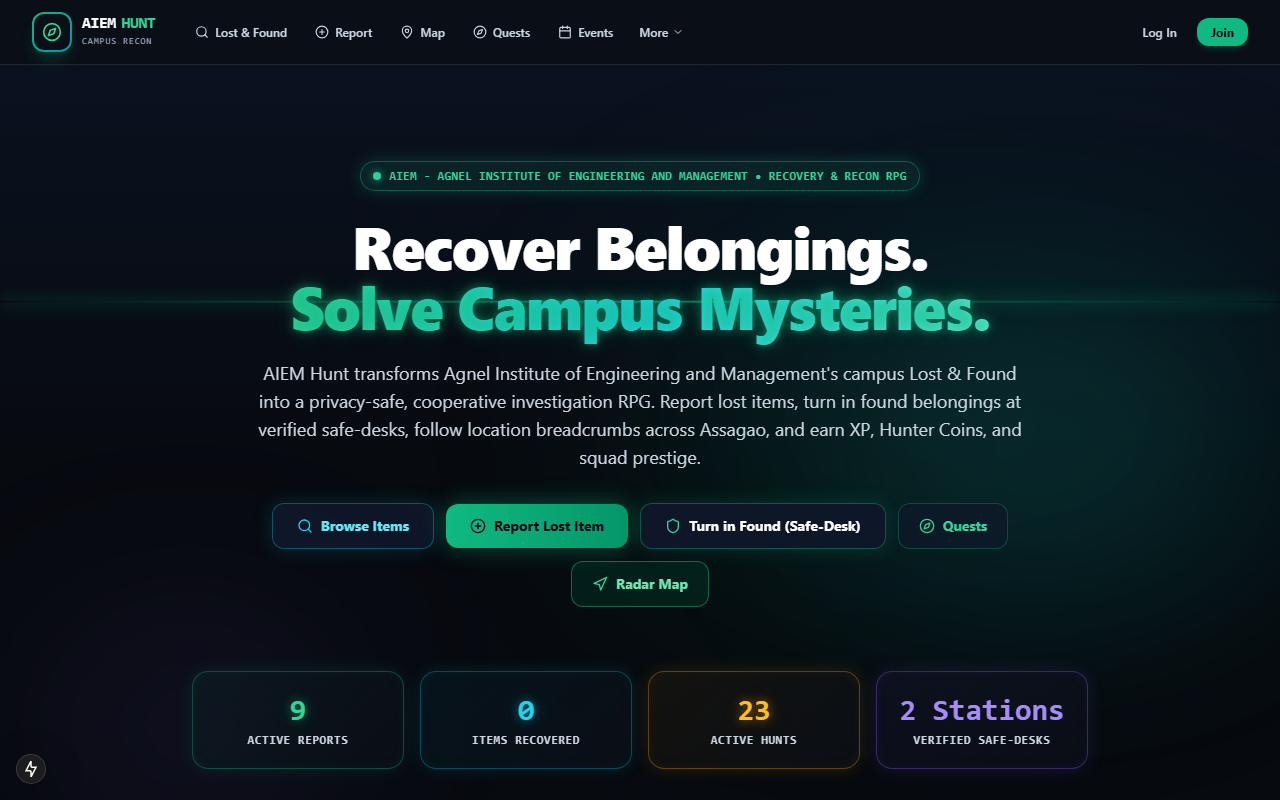 AIEM HUNT
CAMPUS RECON
Lost & Found
Report
Map
Quests
Events
More
Log In
Join
AIEM - AGNEL INSTITUTE OF ENGINEERING AND MANAGEMENT • RECOVERY & RECON RPG
Recover Belongings.
Solve Campus Mysteries.
AIEM Hunt transforms Agnel Institute of Engineering and Management's campus Lost & Found
into a privacy-safe, cooperative investigation RPG. Report lost items, turn in found belongings at
verified safe-desks, follow location breadcrumbs across Assagao, and earn XP, Hunter Coins, and
squad prestige.
Browse Items
Report Lost Item
Turn in Found (Safe-Desk)
Quests
Radar Map
9
ACTIVE REPORTS
0
ITEMS RECOVERED
23
ACTIVE HUNTS
2 Stations
VERIFIED SAFE-DESKS